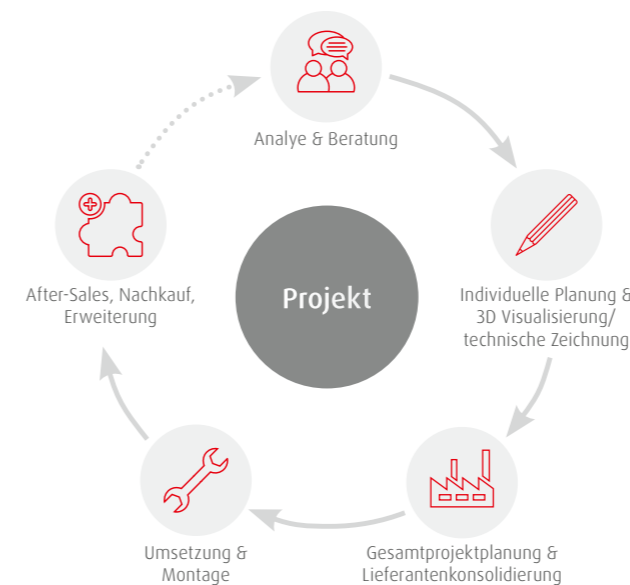 Analye & Beratung
Individuelle Planung &
3D Visualisierung/
technische Zeichnung
Gesamtprojektplanung &
Lieferantenkonsolidierung
Umsetzung &
Montage
After-Sales, Nachkauf,
Erweiterung
Projekt